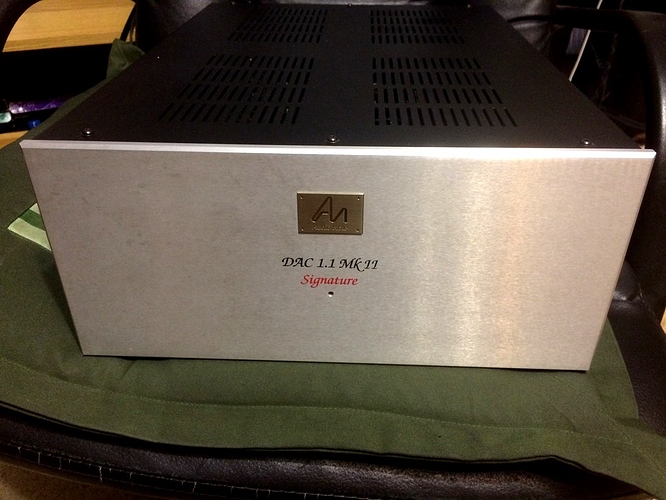 AN
DAC 1.1 Mk II
Signature